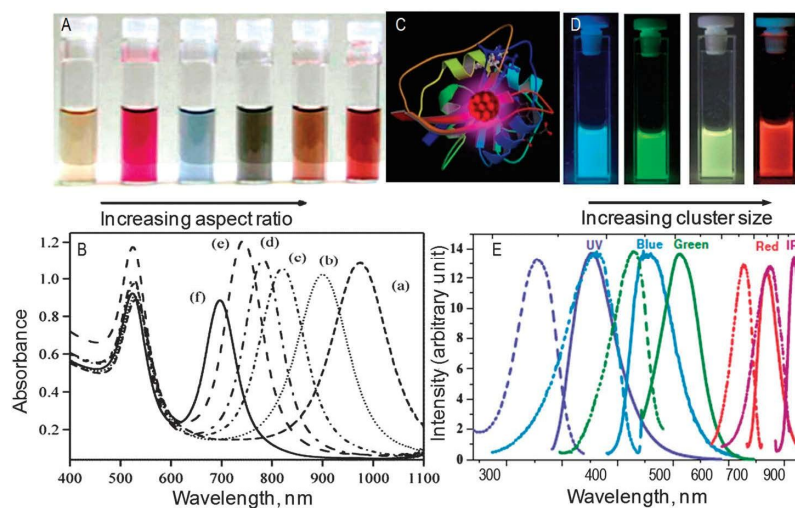 A
C
D
Increasing aspect ratio
Increasing cluster size
B
(e)
(d)
(c)
(b)
(a)
(f)
1.2
1.0
0.8
0.6
0.4
0.2
Absorbance
400 500 600 700 800 900 1000 1100
Wavelength, nm
E
UV
Blue
Green
Red
IR
14
13
12
10
8
6
4
2
0
Intensity (arbitrary unit)
300 400 500 600 700 900
Wavelength, nm